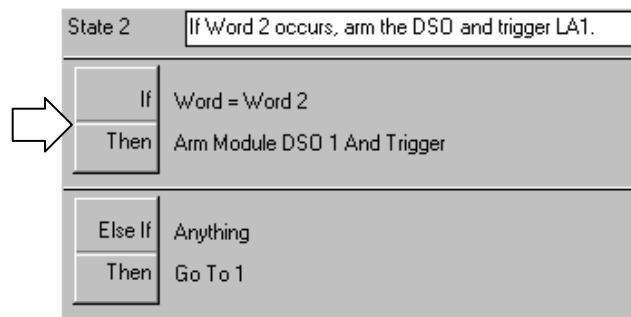 State 2 If Word 2 occurs, arm the DSO and trigger LA1.
If Word = Word 2
Then Arm Module DSO 1 And Trigger
Else If Anything
Then Go To 1